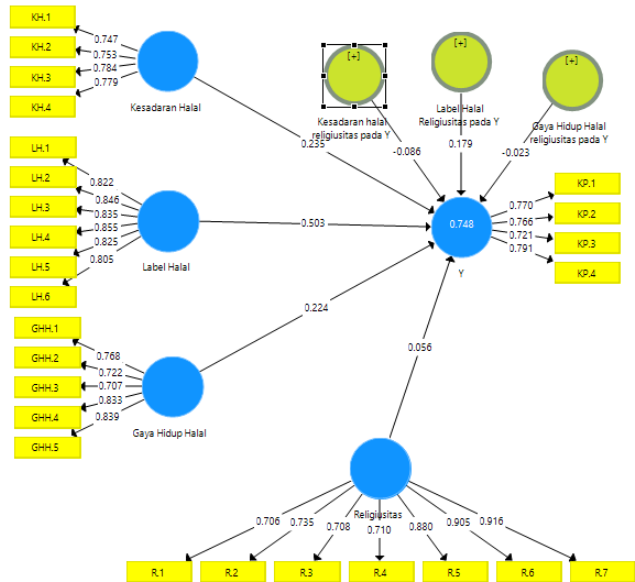 KH.1
KH.2
KH.3
KH.4
0.747
0.753
0.784
0.779
Kesadaran Halal
[+]
Kesadaran halal
religiusitas pada Y
[+]
Label Halal
Religiusitas pada Y
[+]
Gaya Hidup Halal
religiusitas pada Y
0.235
-0.086
0.179
-0.023
LH.1
LH.2
LH.3
LH.4
LH.5
LH.6
0.822
0.846
0.835
0.855
0.825
0.805
Label Halal
0.503
0.748
Y
0.770
0.766
0.721
0.791
KP.1
KP.2
KP.3
KP.4
GHH.1
GHH.2
GHH.3
GHH.4
GHH.5
0.768
0.722
0.707
0.833
0.839
Gaya Hidup Halal
0.224
0.056
Religiusitas
0.706
0.735
0.708
0.710
0.880
0.905
0.916
R.1
R.2
R.3
R.4
R.5
R.6
R.7